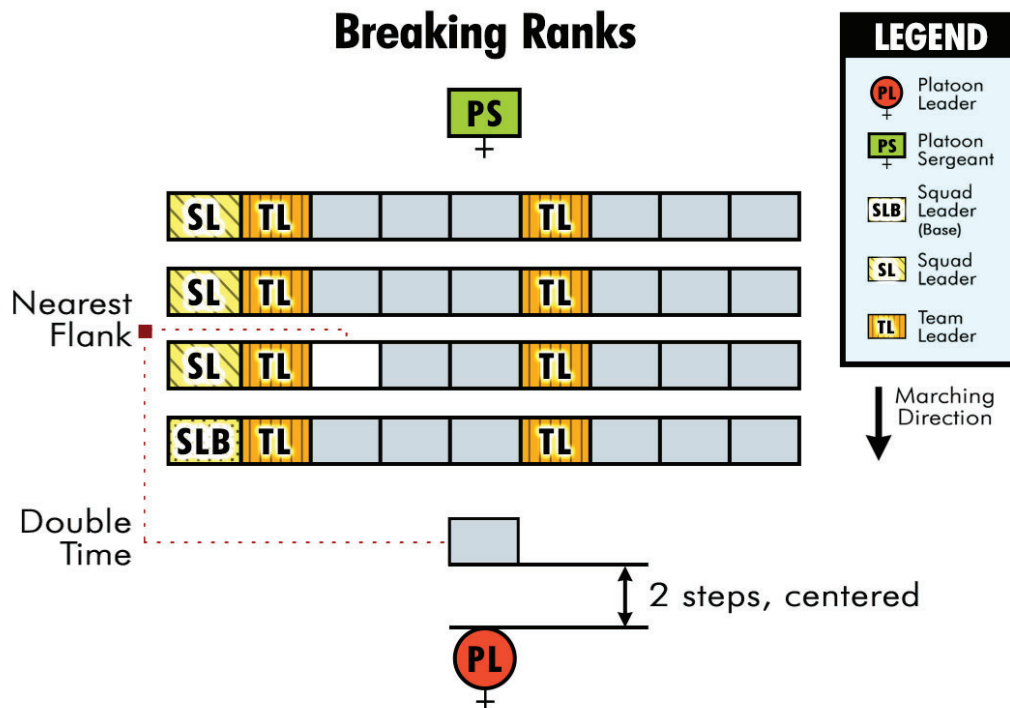 Breaking Ranks
LEGEND
PL
Platoon
Leader
PS
Platoon
Sergeant
SLB
Squad
Leader
(Base)
SL
Squad
Leader
TL
Team
Leader
Marching
Direction
PS
SL TL TL
SL TL TL
Nearest
Flank
SL TL TL
SLB TL TL
Double
Time
2 steps, centered
PL